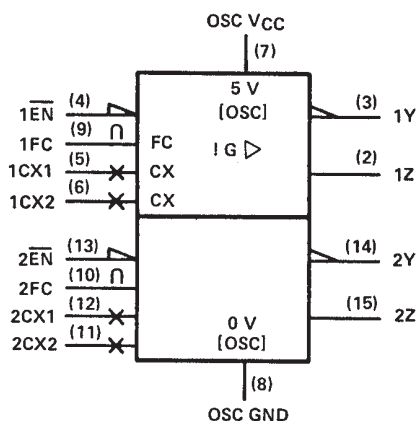 OSC VCC
(7)
5 V
[OSC]
1EN (4)
(3) 1Y
1FC (9) ∩ FC
!G ▷
1CX1 (5) CX
(2) 1Z
1CX2 (6) CX
2EN (13)
(14) 2Y
2FC (10) ∩
2CX1 (12)
(15) 2Z
2CX2 (11)
0 V
[OSC]
(8)
OSC GND